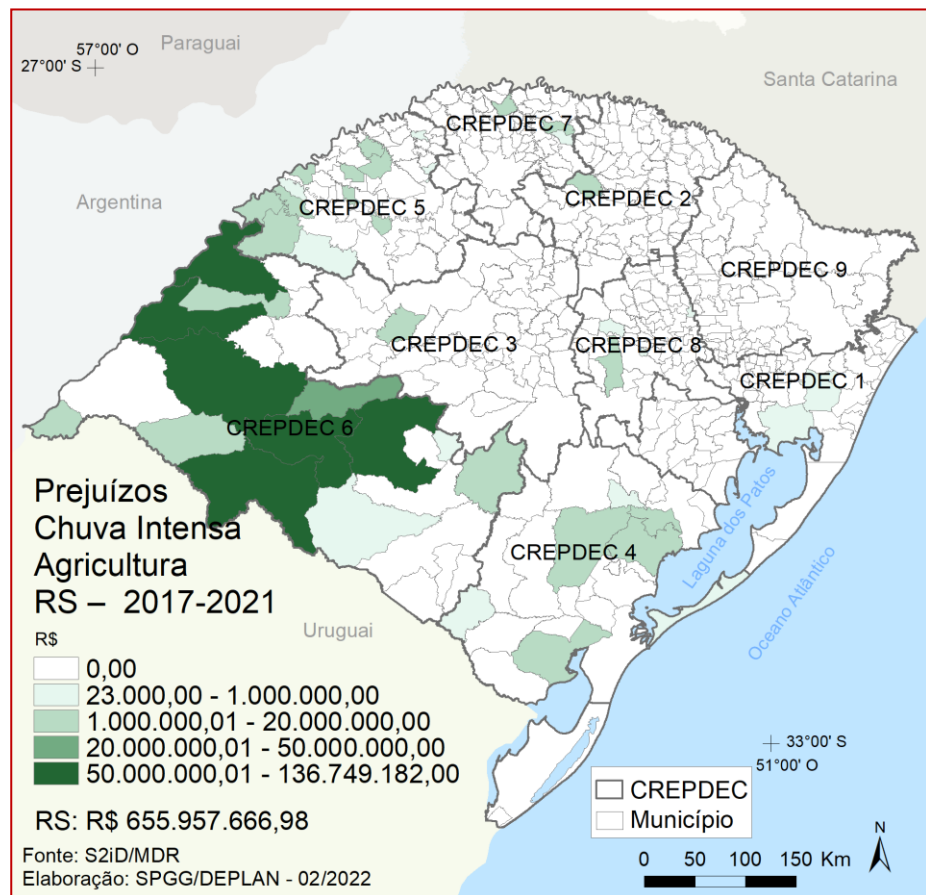 Paraguai
57°00' O
27°00' S
Santa Catarina
CREPDEC 7
Argentina
CREPDEC 5
CREPDEC 2
CREPDEC 9
CREPDEC 3
CREPDEC 8
CREPDEC 1
CREPDEC 6
CREPDEC 4
Laguna dos Patos
Oceano Atlântico
Uruguai
33°00' S
51°00' O
Prejuízos
Chuva Intensa
Agricultura
RS – 2017-2021
R$
0,00
23.000,00 - 1.000.000,00
1.000.000,01 - 20.000.000,00
20.000.000,01 - 50.000.000,00
50.000.000,01 - 136.749.182,00
RS: R$ 655.957.666,98
Fonte: S2iD/MDR
Elaboração: SPGG/DEPLAN - 02/2022
CREPDEC
Município
N
0 50 100 150 Km